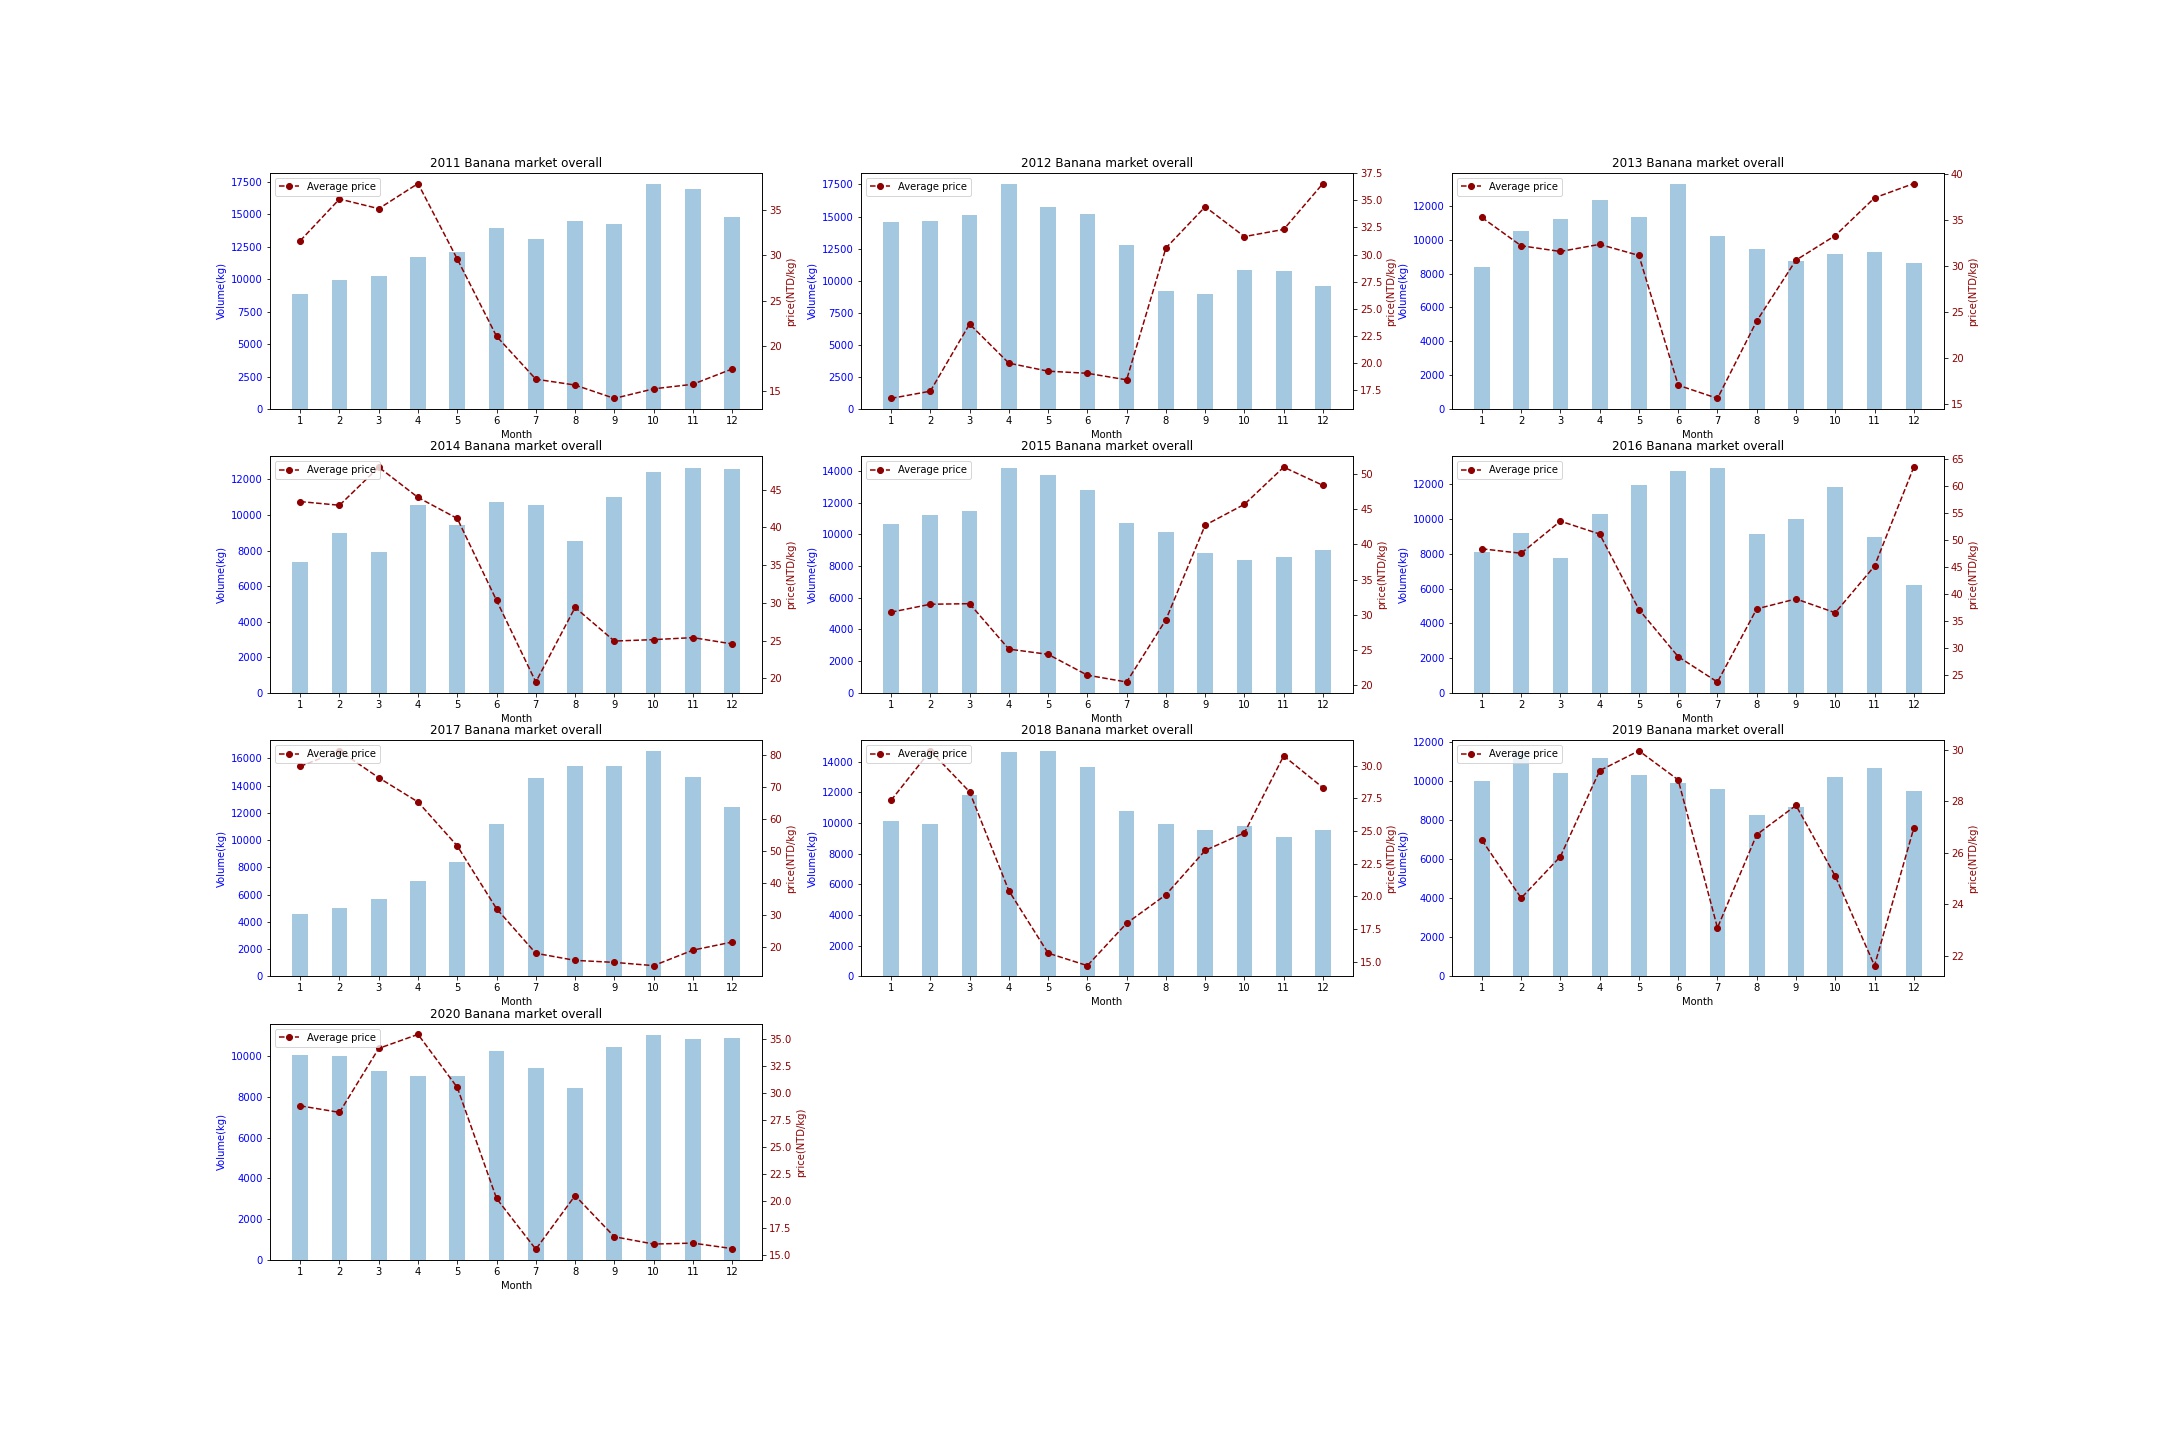 2011 Banana market overall
Average price
Volume(kg)
17500
15000
12500
10000
7500
5000
2500
0
35
30
25
20
15
price(NTD/kg)
1 2 3 4 5 6 7 8 9 10 11 12
Month
2012 Banana market overall
Average price
Volume(kg)
17500
15000
12500
10000
7500
5000
2500
0
37.5
35.0
32.5
30.0
27.5
25.0
22.5
20.0
17.5
price(NTD/kg)
1 2 3 4 5 6 7 8 9 10 11 12
Month
2013 Banana market overall
Average price
Volume(kg)
12000
10000
8000
6000
4000
2000
0
40
35
30
25
20
15
price(NTD/kg)
1 2 3 4 5 6 7 8 9 10 11 12
Month
2014 Banana market overall
Average price
Volume(kg)
12000
10000
8000
6000
4000
2000
0
45
40
35
30
25
20
price(NTD/kg)
1 2 3 4 5 6 7 8 9 10 11 12
Month
2015 Banana market overall
Average price
Volume(kg)
14000
12000
10000
8000
6000
4000
2000
0
50
45
40
35
30
25
20
price(NTD/kg)
1 2 3 4 5 6 7 8 9 10 11 12
Month
2016 Banana market overall
Average price
Volume(kg)
12000
10000
8000
6000
4000
2000
0
65
60
55
50
45
40
35
30
25
price(NTD/kg)
1 2 3 4 5 6 7 8 9 10 11 12
Month
2017 Banana market overall
Average price
Volume(kg)
16000
14000
12000
10000
8000
6000
4000
2000
0
80
70
60
50
40
30
20
price(NTD/kg)
1 2 3 4 5 6 7 8 9 10 11 12
Month
2018 Banana market overall
Average price
Volume(kg)
14000
12000
10000
8000
6000
4000
2000
0
30.0
27.5
25.0
22.5
20.0
17.5
15.0
price(NTD/kg)
1 2 3 4 5 6 7 8 9 10 11 12
Month
2019 Banana market overall
Average price
Volume(kg)
12000
10000
8000
6000
4000
2000
0
30
28
26
24
22
price(NTD/kg)
1 2 3 4 5 6 7 8 9 10 11 12
Month
2020 Banana market overall
Average price
Volume(kg)
10000
8000
6000
4000
2000
0
35.0
32.5
30.0
27.5
25.0
22.5
20.0
17.5
15.0
price(NTD/kg)
1 2 3 4 5 6 7 8 9 10 11 12
Month